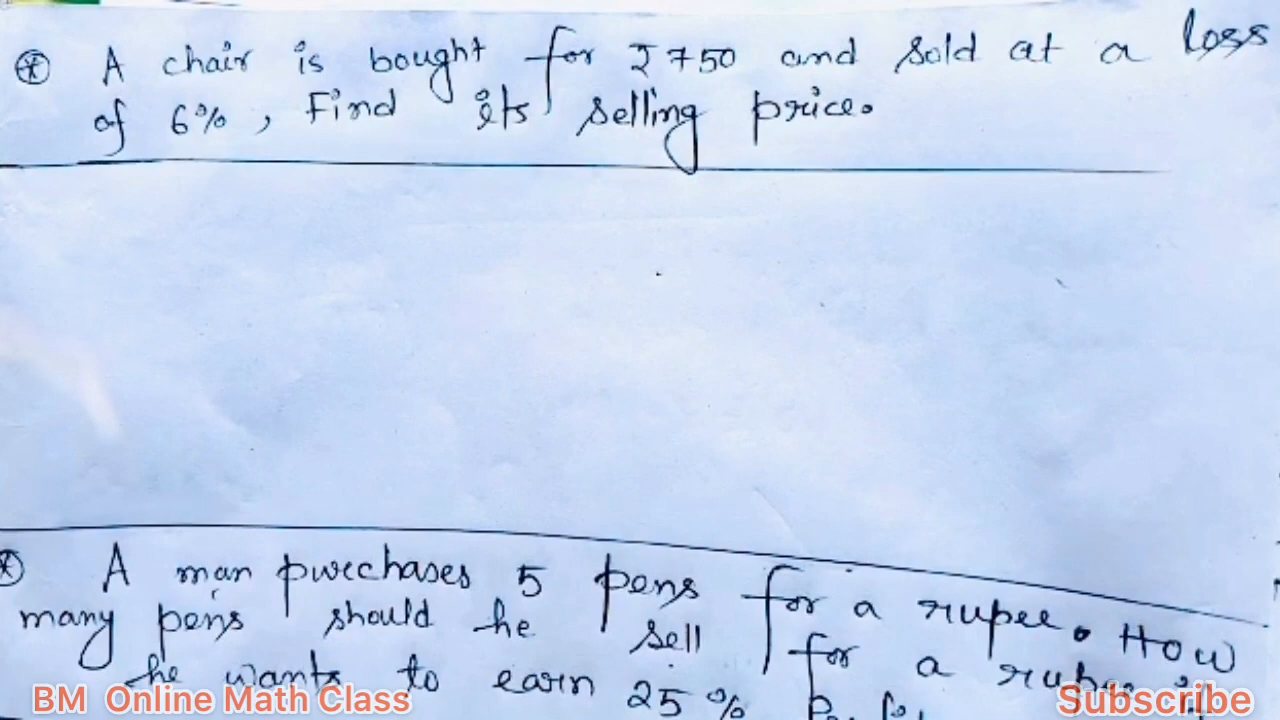 * A chair is bought for ₹750 and sold at a loss
of 6%, Find its selling price.
* A man purchases 5 pens for a rupee. How
many pens should he sell for a rupee if
he wants to earn 25%
BM Online Math Class
Subscribe